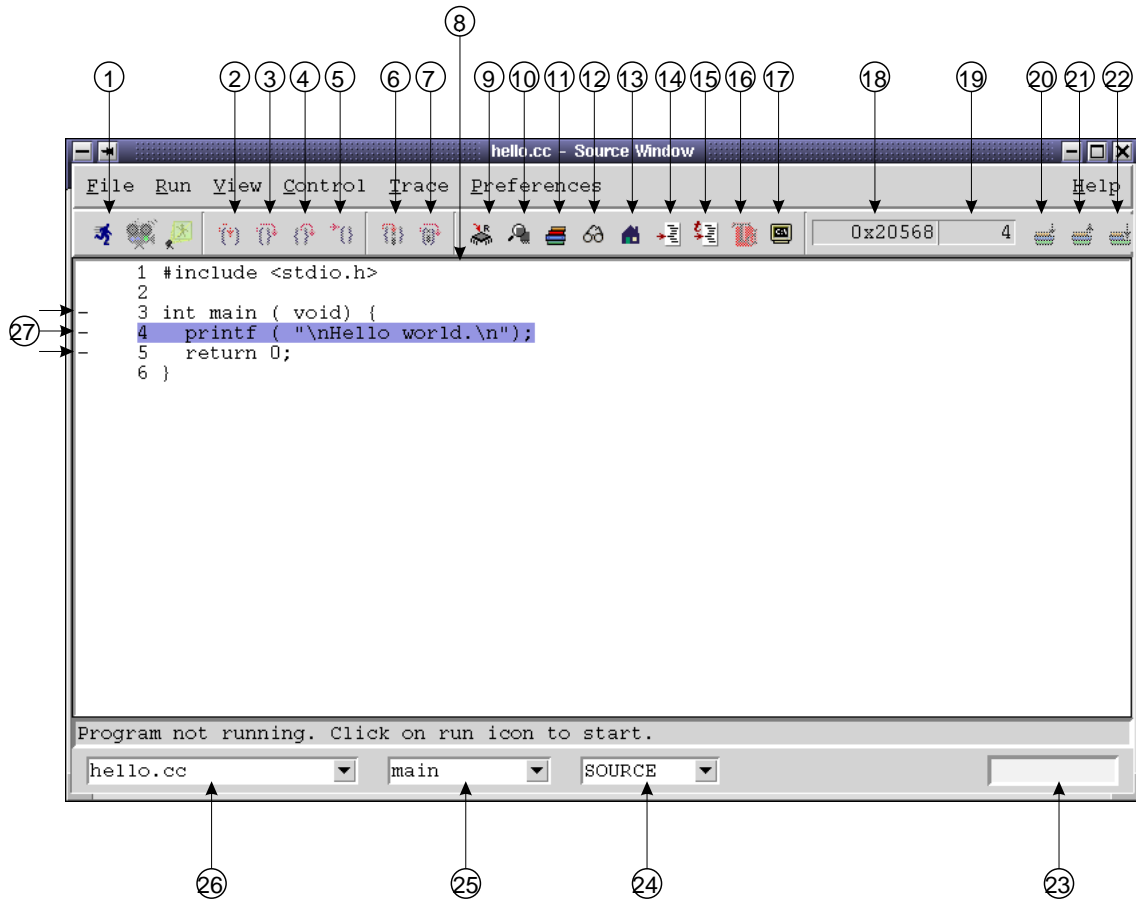 8
1 2 3 4 5 6 7 9 10 11 12 13 14 15 16 17 18 19 20 21 22
hello.cc - Source Window
File Run View Control Trace Preferences Help
0x20568 4
1 #include <stdio.h>
2
3 int main ( void) {
27
4   printf ( "\nHello world.\n");
5   return 0;
6 }
Program not running. Click on run icon to start.
hello.cc main SOURCE
26 25 24 23